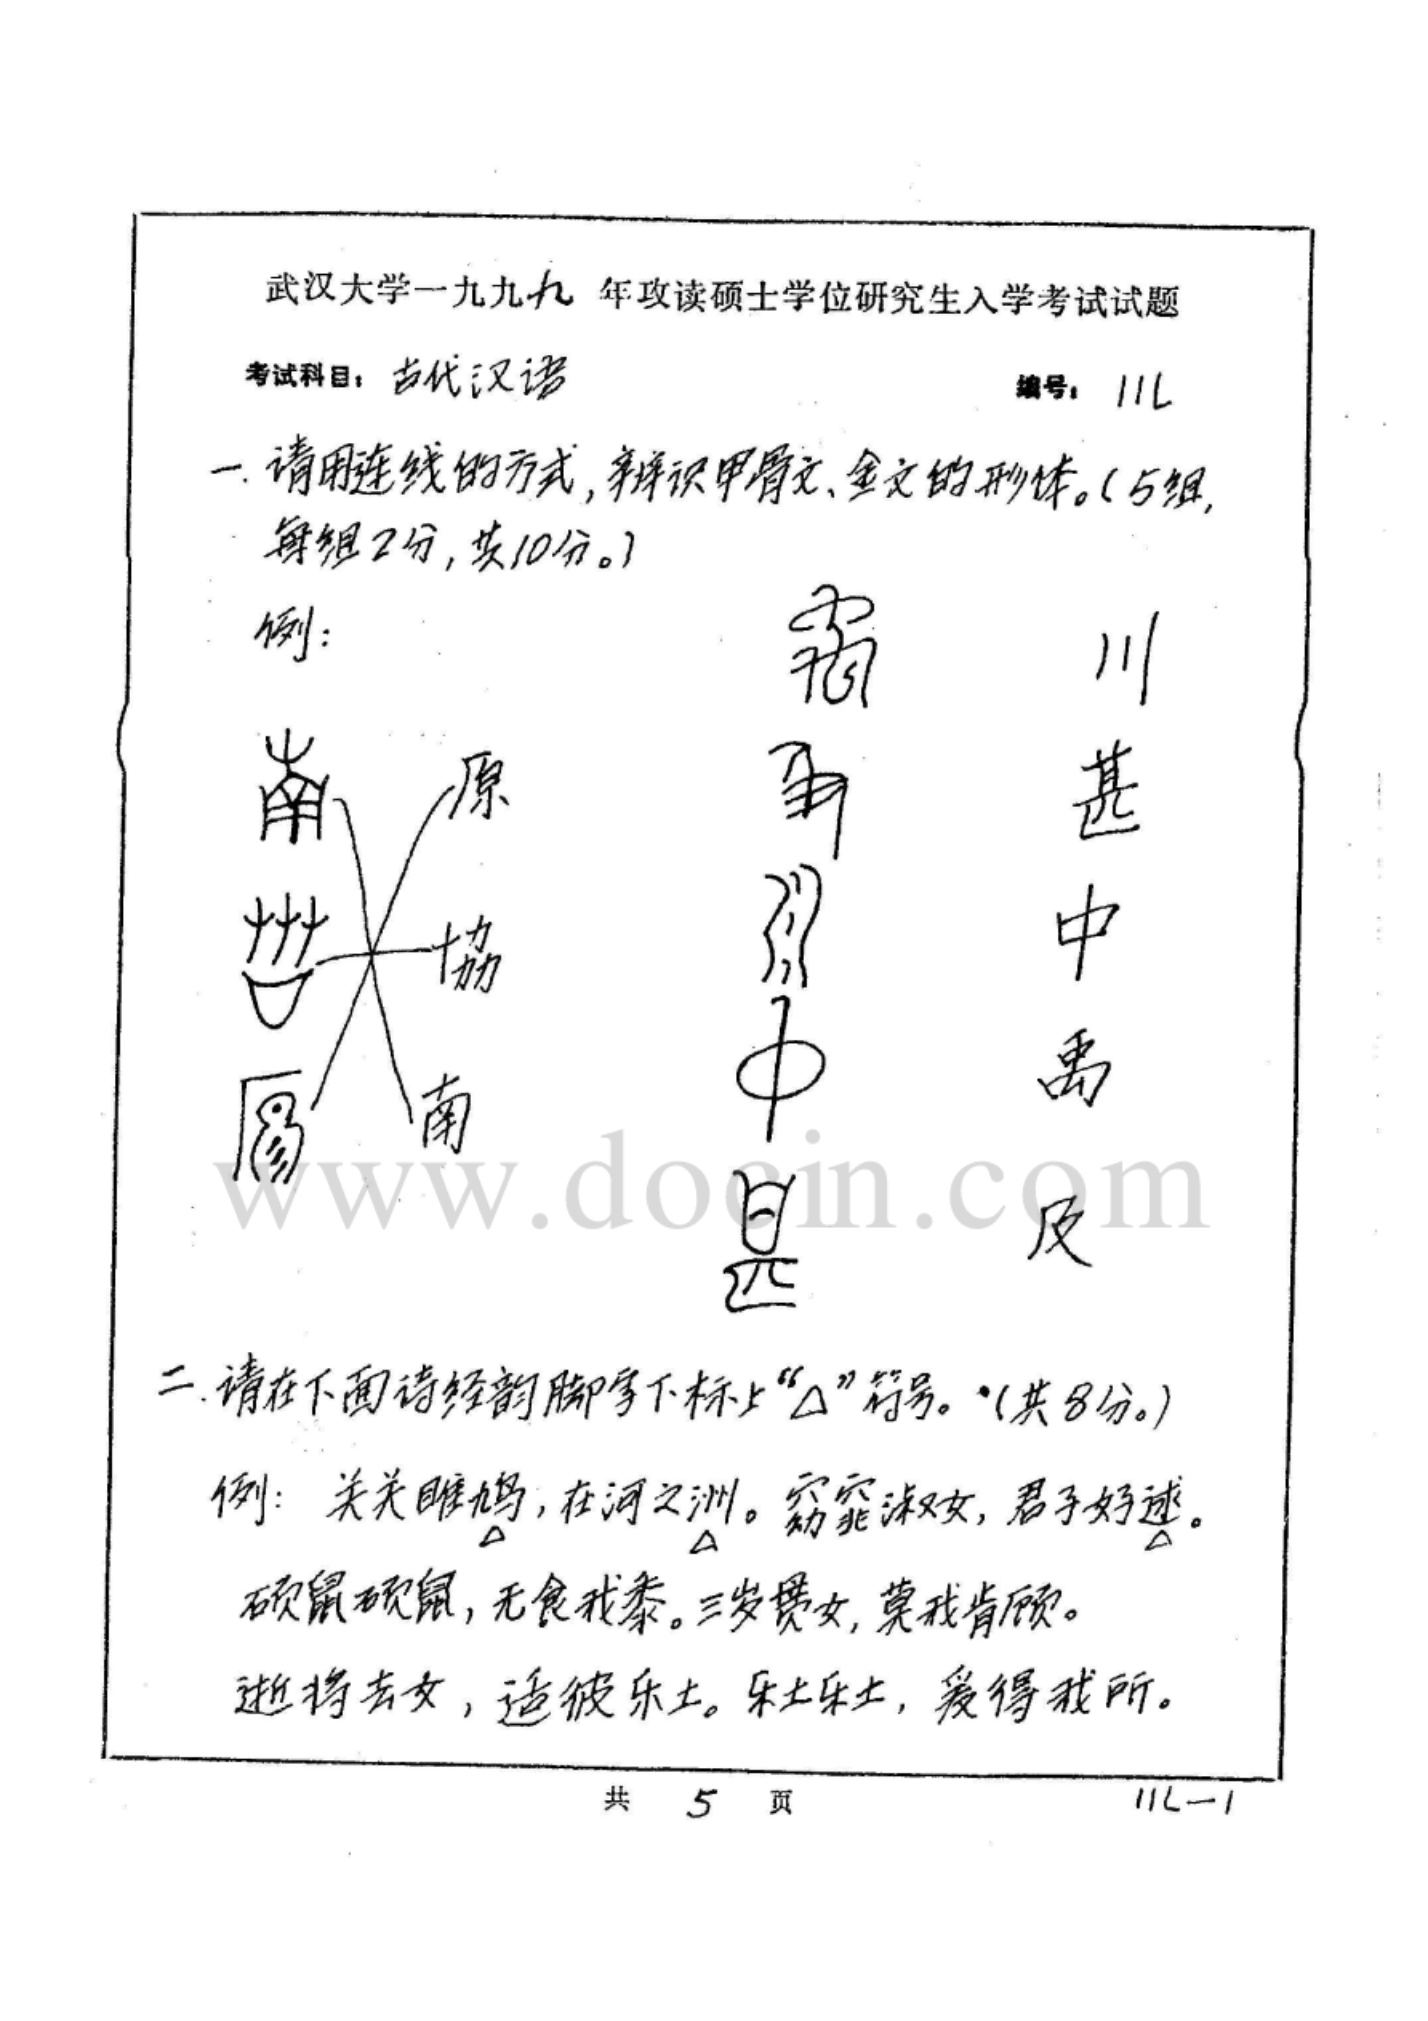 武汉大学一九九九 年攻读硕士学位研究生入学考试试题
考试科目：古代汉语 编号：11L
一．请用连线的方式，辨识甲骨文、金文的形体。（5组，
每组2分，共10分。）
例：
川
原 甚
協 中
禹
南
及
www.docin.com
二．请在下面诗经韵脚字下标上“△”符号。（共8分。）
例：关关雎鸠，在河之洲。窈窕淑女，君子好逑。
△ △ △
硕鼠硕鼠，无食我黍。三岁贯女，莫我肯顾。
逝将去女，适彼乐土。乐土乐土，爰得我所。
共 5 页 11L—1